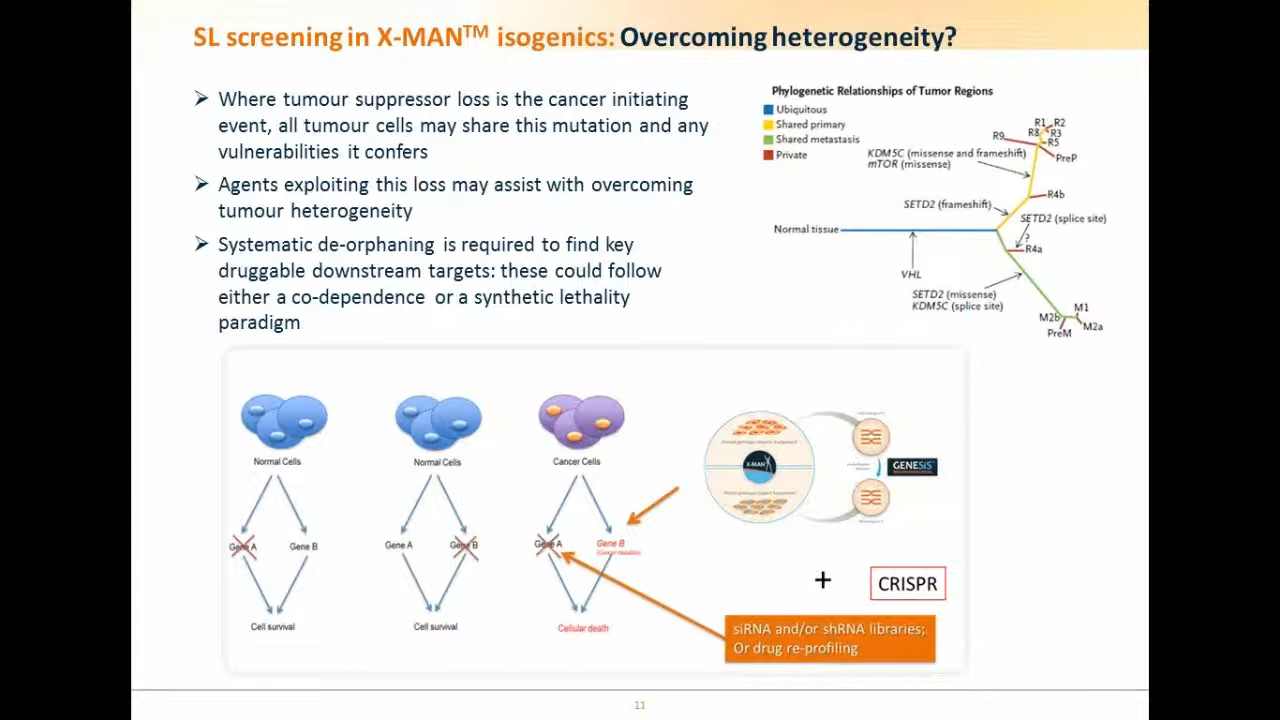 SL screening in X-MAN™ isogenics: Overcoming heterogeneity?
➢ Where tumour suppressor loss is the cancer initiating
event, all tumour cells may share this mutation and any
vulnerabilities it confers
➢ Agents exploiting this loss may assist with overcoming
tumour heterogeneity
➢ Systematic de-orphaning is required to find key
druggable downstream targets: these could follow
either a co-dependence or a synthetic lethality
paradigm
Phylogenetic Relationships of Tumor Regions
Ubiquitous
Shared primary
Shared metastasis
Private
R1
R2
R9
R8
R3
R5
PreP
KDM5C (missense and frameshift)
mTOR (missense)
R4b
SETD2 (frameshift)
SETD2 (splice site)
Normal tissue
?
R4a
VHL
SETD2 (missense)
KDM5C (splice site)
M1
M2b
M2a
PreM
Normal Cells
Normal Cells
Cancer Cells
X-MAN
GENESIS
Gene A
Gene B
Gene A
Gene B
Gene A
Gene B
Cell survival
Cell survival
Cellular death
+
CRISPR
siRNA and/or shRNA libraries;
Or drug re-profiling
11